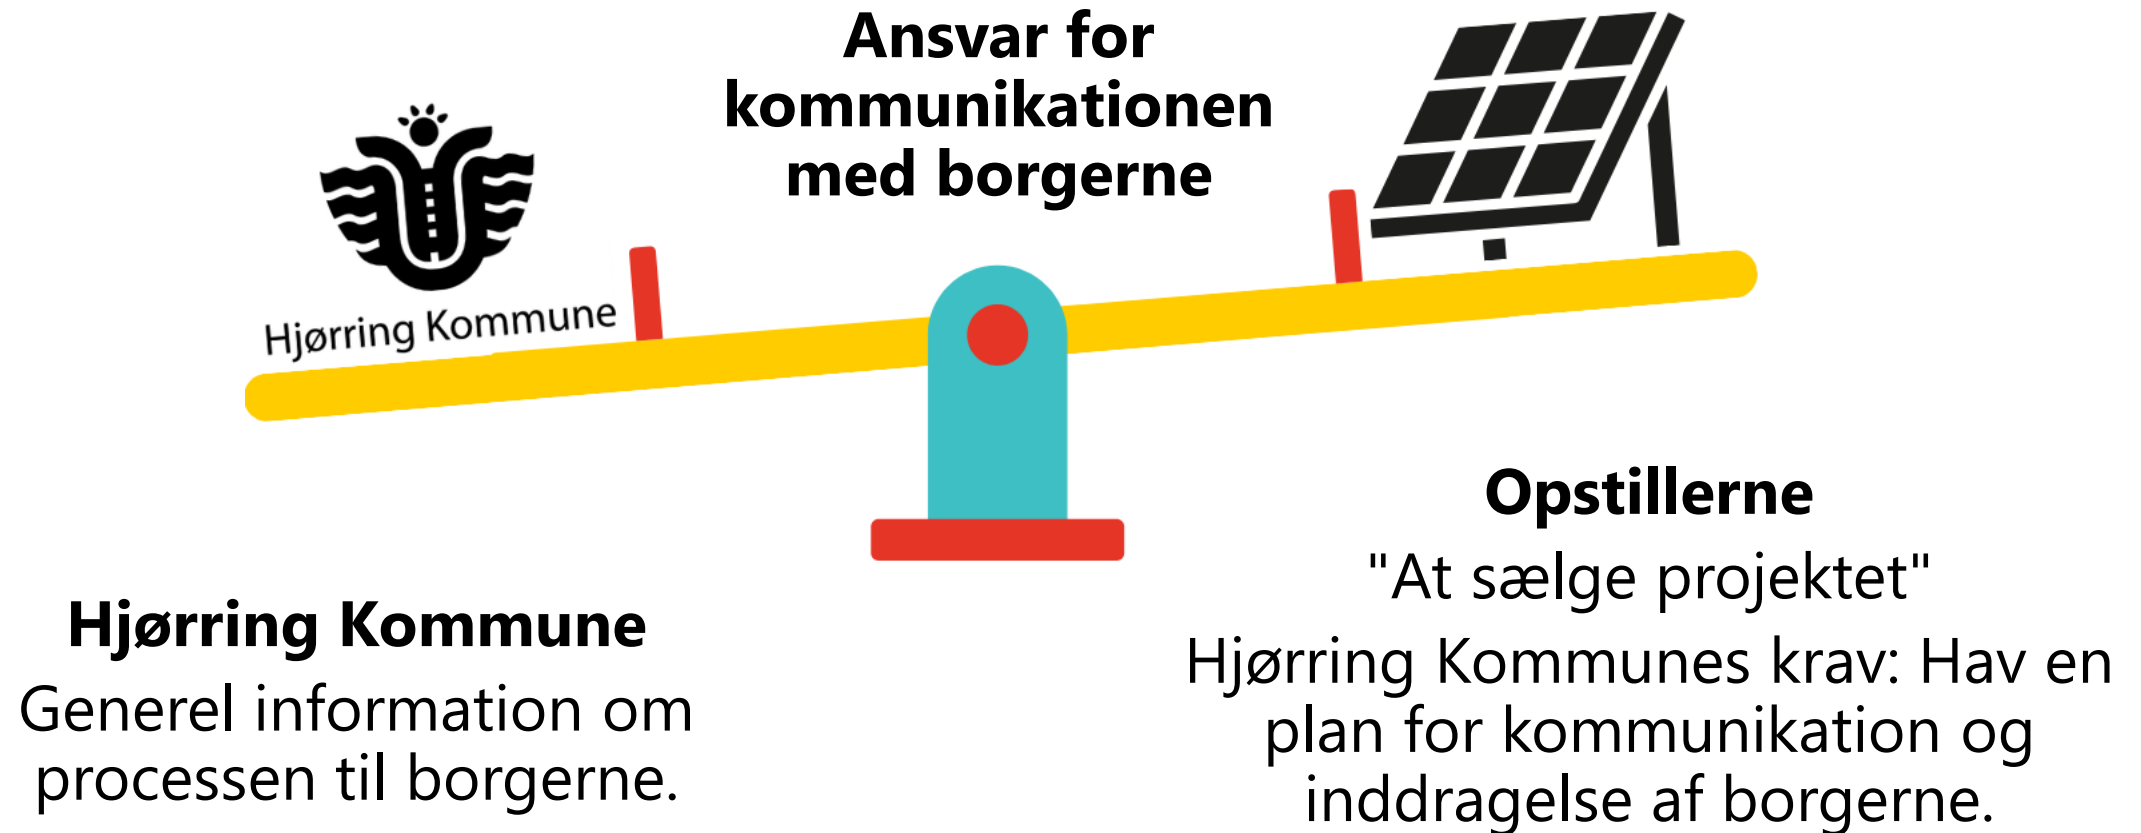 Ansvar for
kommunikationen
med borgerne
Hjørring Kommune
Hjørring Kommune
Generel information om
processen til borgerne.
Opstillerne
"At sælge projektet"
Hjørring Kommunes krav: Hav en
plan for kommunikation og
inddragelse af borgerne.